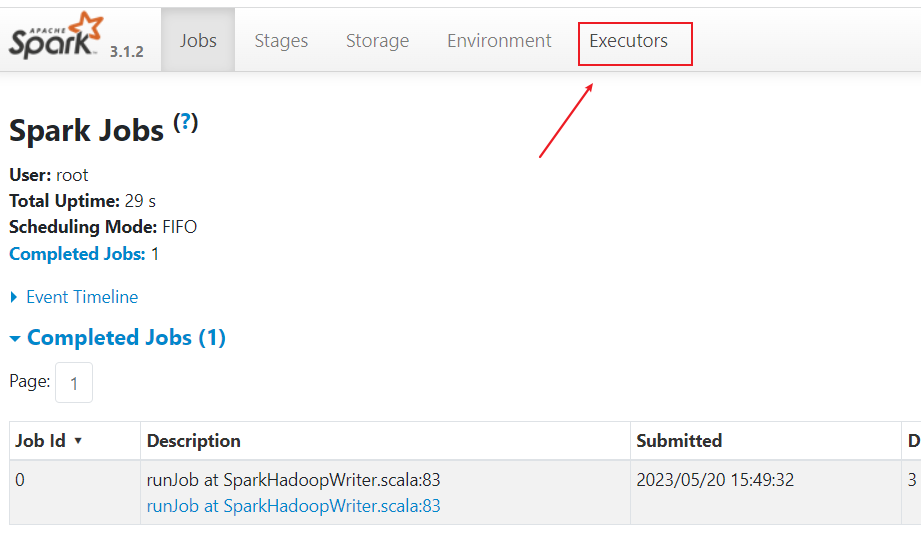 APACHE
Spark 3.1.2 Jobs Stages Storage Environment Executors
Spark Jobs (?)
User: root
Total Uptime: 29 s
Scheduling Mode: FIFO
Completed Jobs: 1
Event Timeline
Completed Jobs (1)
Page: 1
Job Id ▾ Description Submitted D
0 runJob at SparkHadoopWriter.scala:83 2023/05/20 15:49:32 3
runJob at SparkHadoopWriter.scala:83